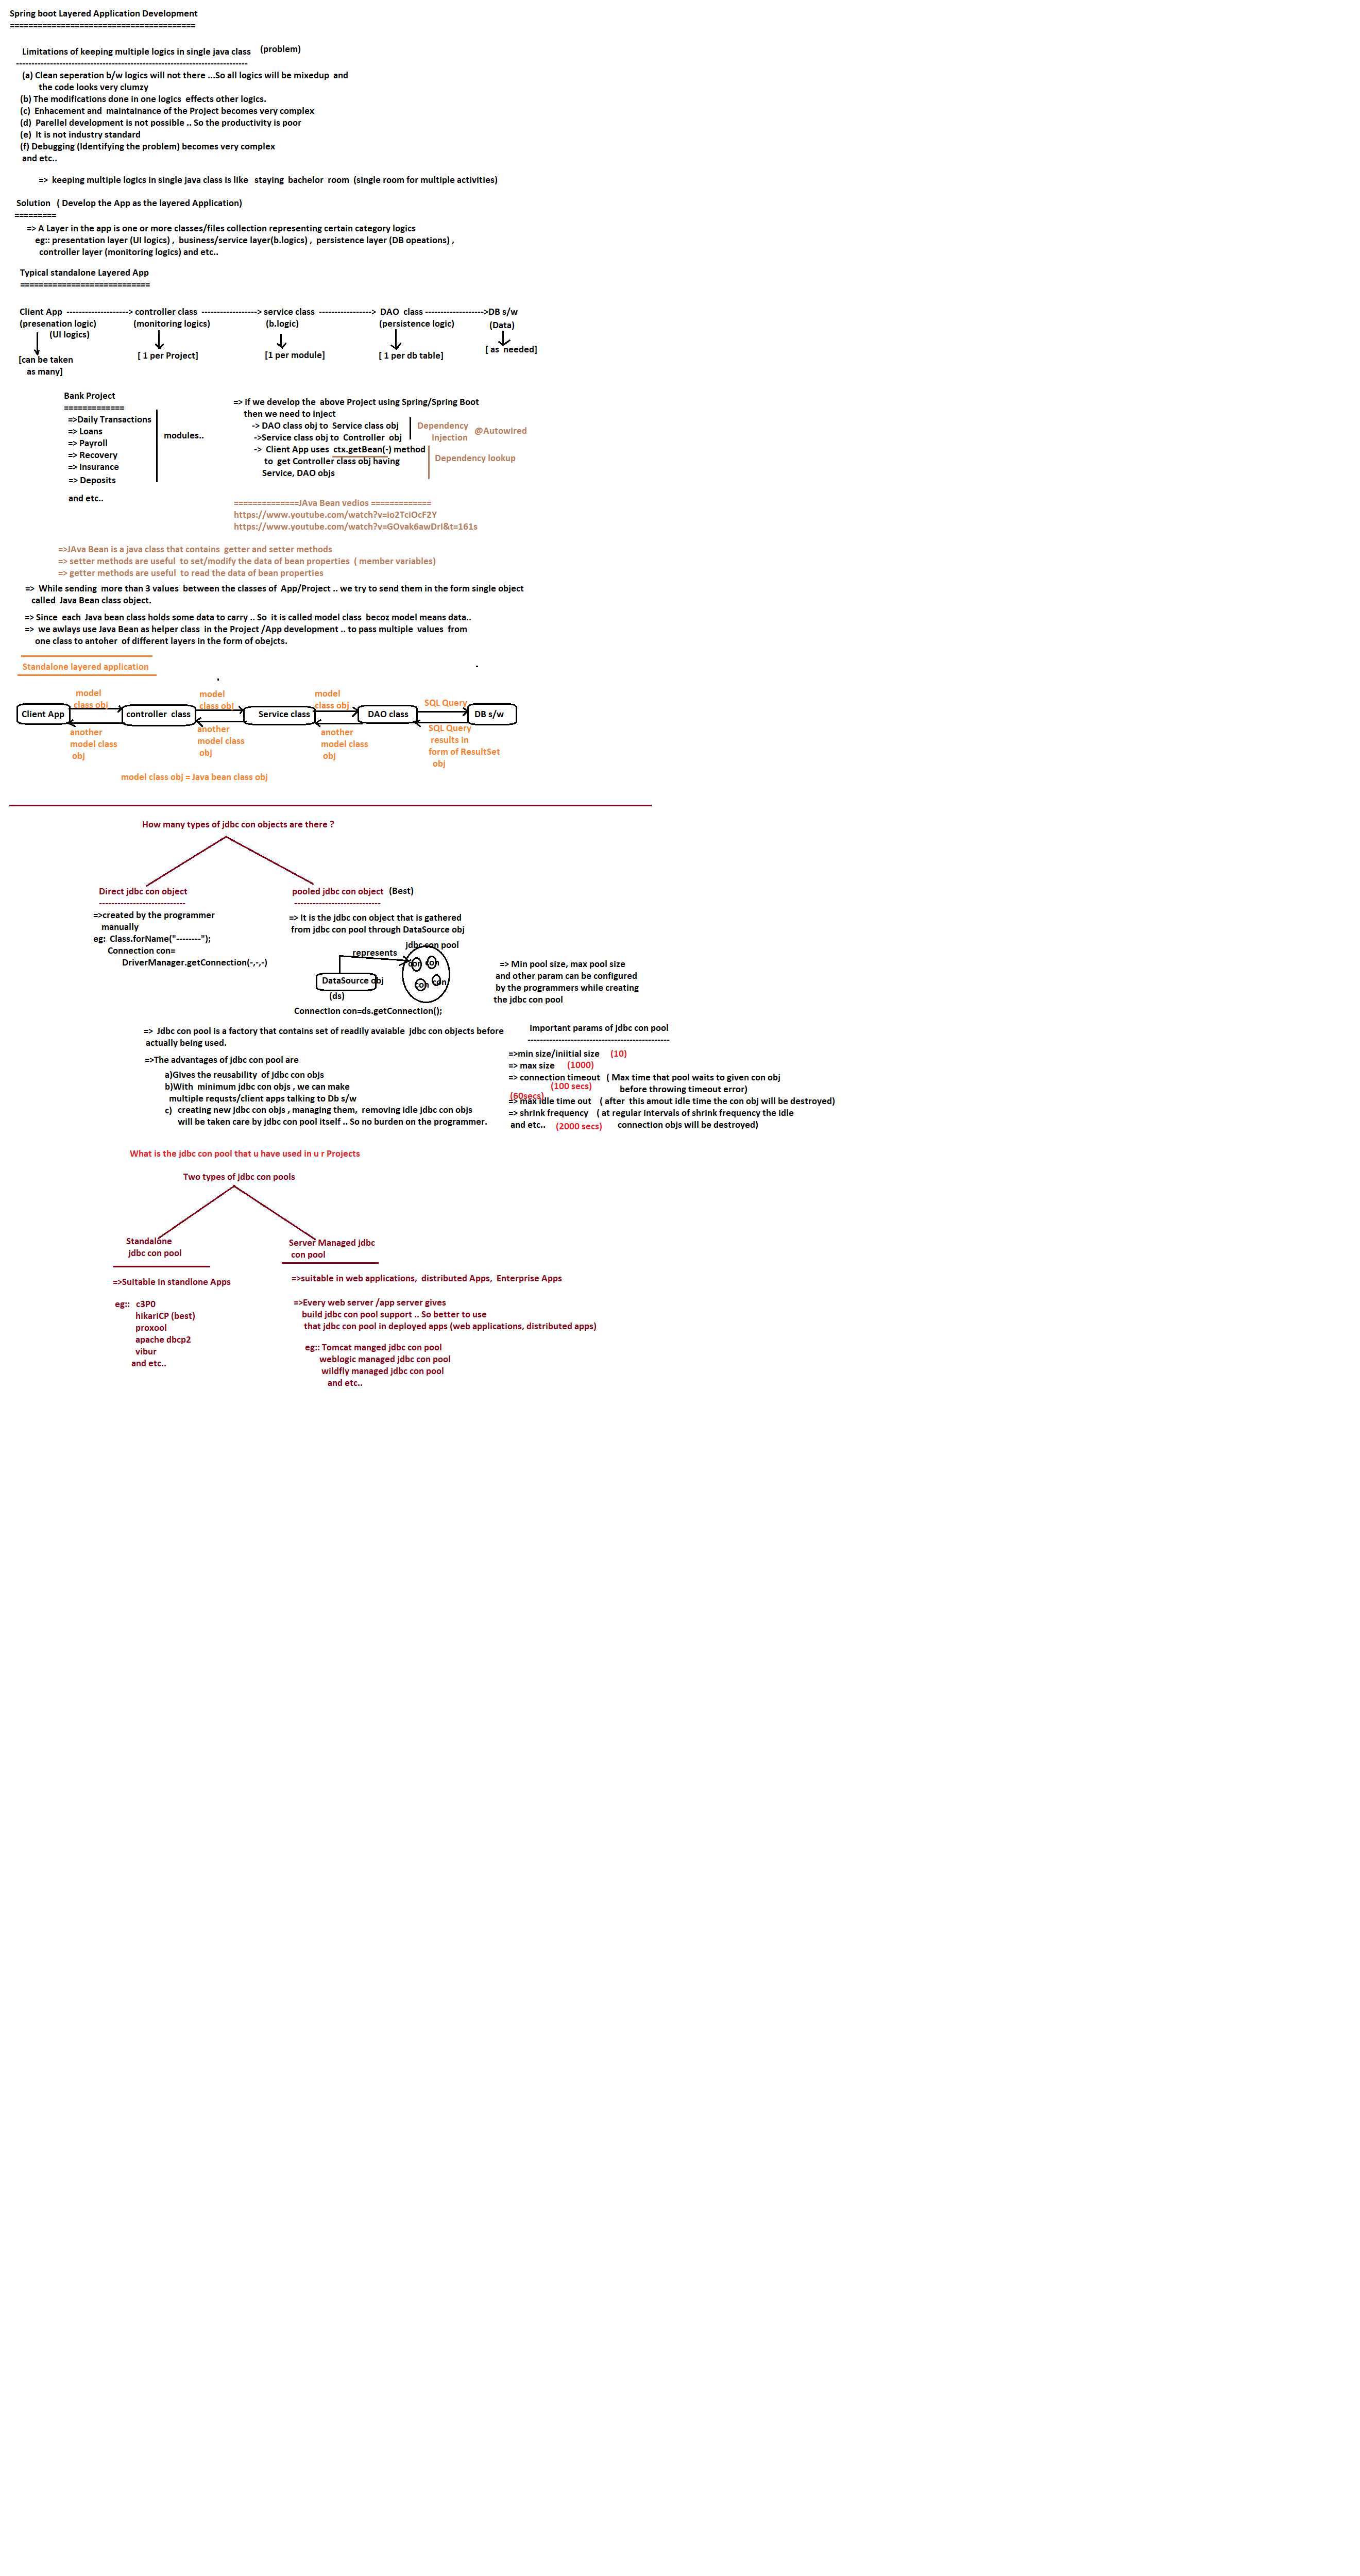 Spring boot Layered Application Development
========================================
Limitations of keeping multiple logics in single java class (problem)
---------------------------------------------------------------------------
(a) Clean seperation b/w logics will not there ...So all logics will be mixedup and
the code looks very clumzy
(b) The modifications done in one logics effects other logics.
(c) Enhacement and maintainance of the Project becomes very complex
(d) Parellel development is not possible .. So the productivity is poor
(e) It is not industry standard
(f) Debugging (Identifying the problem) becomes very complex
and etc..
=> keeping multiple logics in single java class is like staying bachelor room (single room for multiple activities)
Solution ( Develop the App as the layered Application)
=========
=> A Layer in the app is one or more classes/files collection representing certain category logics
eg:: presentation layer (UI logics) , business/service layer(b.logics) , persistence layer (DB opeations) ,
controller layer (monitoring logics) and etc..
Typical standalone Layered App
============================
Client App --------------------> controller class ------------------> service class -----------------> DAO class ------------------->DB s/w
(presenation logic) (monitoring logics) (b.logic) (persistence logic) (Data)
(UI logics)
[can be taken [ 1 per Project] [1 per module] [ 1 per db table] [ as needed]
as many]
Bank Project
=============
=>Daily Transactions
=> Loans
=> Payroll
=> Recovery
=> Insurance
=> Deposits
and etc..
modules..
=> if we develop the above Project using Spring/Spring Boot
then we need to inject
-> DAO class obj to Service class obj
->Service class obj to Controller obj
Dependency
Injection
@Autowired
-> Client App uses ctx.getBean(-) method
to get Controller class obj having
Service, DAO objs
Dependency lookup
==============JAva Bean vedios =============
https://www.youtube.com/watch?v=io2TciOcF2Y
https://www.youtube.com/watch?v=GOvak6awDrI&t=161s
=>JAva Bean is a java class that contains getter and setter methods
=> setter methods are useful to set/modify the data of bean properties ( member variables)
=> getter methods are useful to read the data of bean properties
=> While sending more than 3 values between the classes of App/Project .. we try to send them in the form single object
called Java Bean class object.
=> Since each Java bean class holds some data to carry .. So it is called model class becoz model means data..
=> we awlays use Java Bean as helper class in the Project /App development .. to pass multiple values from
one class to antoher of different layers in the form of obejcts.
Standalone layered application
model
class obj
model
class obj
model
class obj
SQL Query
Client App controller class Service class DAO class DB s/w
another
model class
obj
another
model class
obj
another
model class
obj
SQL Query
results in
form of ResultSet
obj
model class obj = Java bean class obj
How many types of jdbc con objects are there ?
Direct jdbc con object
----------------------------
=>created by the programmer
manually
eg: Class.forName("--------");
Connection con=
DriverManager.getConnection(-,-,-)
pooled jdbc con object (Best)
----------------------------
=> It is the jdbc con object that is gathered
from jdbc con pool through DataSource obj
jdbc con pool
represents
con con
con con
DataSource obj
(ds)
Connection con=ds.getConnection();
=> Min pool size, max pool size
and other param can be configured
by the programmers while creating
the jdbc con pool
=> Jdbc con pool is a factory that contains set of readily avaiable jdbc con objects before
actually being used.
=>The advantages of jdbc con pool are
a)Gives the reusability of jdbc con objs
b)With minimum jdbc con objs , we can make
multiple requsts/client apps talking to Db s/w
c) creating new jdbc con objs , managing them, removing idle jdbc con objs
will be taken care by jdbc con pool itself .. So no burden on the programmer.
important params of jdbc con pool
----------------------------------------------
=>min size/iniitial size (10)
=> max size (1000)
=> connection timeout ( Max time that pool waits to given con obj
(100 secs) before throwing timeout error)
(60secs)
=> max idle time out ( after this amout idle time the con obj will be destroyed)
=> shrink frequency ( at regular intervals of shrink frequency the idle
and etc.. (2000 secs) connection objs will be destroyed)
What is the jdbc con pool that u have used in u r Projects
Two types of jdbc con pools
Standalone
jdbc con pool
=>Suitable in standlone Apps
eg:: c3P0
hikariCP (best)
proxool
apache dbcp2
vibur
and etc..
Server Managed jdbc
con pool
=>suitable in web applications, distributed Apps, Enterprise Apps
=>Every web server /app server gives
build jdbc con pool support .. So better to use
that jdbc con pool in deployed apps (web applications, distributed apps)
eg:: Tomcat manged jdbc con pool
weblogic managed jdbc con pool
wildfly managed jdbc con pool
and etc..